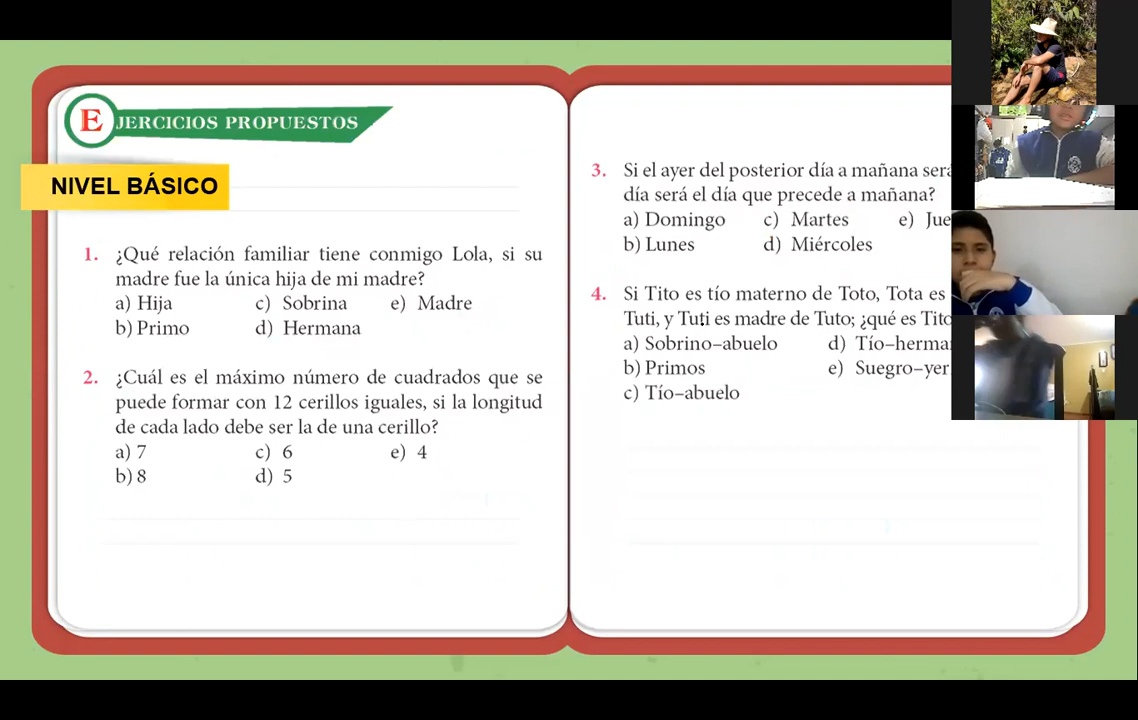 EJERCICIOS PROPUESTOS
NIVEL BÁSICO
1. ¿Qué relación familiar tiene conmigo Lola, si su
madre fue la única hija de mi madre?
a) Hija c) Sobrina e) Madre
b) Primo d) Hermana
2. ¿Cuál es el máximo número de cuadrados que se
puede formar con 12 cerillos iguales, si la longitud
de cada lado debe ser la de una cerillo?
a) 7 c) 6 e) 4
b) 8 d) 5
3. Si el ayer del posterior día a mañana será
día será el día que precede a mañana?
a) Domingo c) Martes e) Jue
b) Lunes d) Miércoles
4. Si Tito es tío materno de Toto, Tota es
Tuti, y Tuti es madre de Tuto; ¿qué es Tito
a) Sobrino–abuelo d) Tío–herma
b) Primos e) Suegro–yer
c) Tío–abuelo